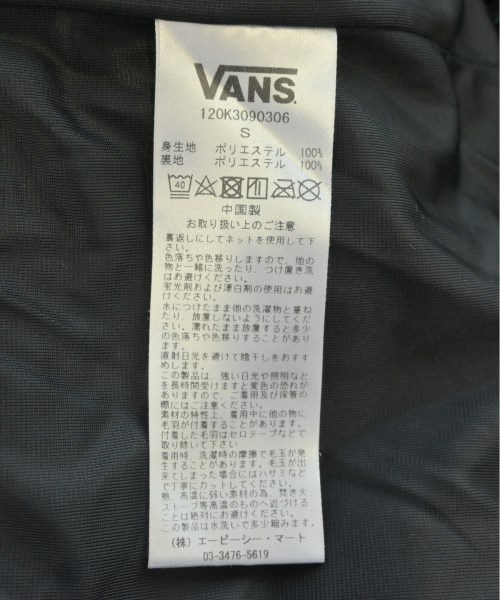 VANS
120K3090306
S
身生地 ポリエステル 100%
裏地 ポリエステル 100%
40
中国製
お取り扱い上のご注意
裏返しにしてネットを使用して下
さい。
色落ちや色移りしますので、他の
物と一緒に洗ったり、つけ置き洗
はお避けください。
蛍光剤および漂白剤の使用はお避
けください。
水につけたまま他の洗濯物と重ね
たり、放置しないようにしてくだ
さい。濡れたまま放置すると多少
の色落ちや色移りすることがあり
ます。
直射日光を避けて陰干しをおすす
めします。
この製品は、強い日光や照明など
を長時間受けますと変色の恐れが
ありますので、ご着用及び保管の
際にはご注意ください。
素材の特性上、着用中に他の物に
毛羽が付着することがあります。
付着した毛羽はセロテープなどで
取り除いて下さい
着用時、洗濯時の摩擦で毛玉が発
生することがあります。毛玉が出
来てしまった場合にはハサミなど
で丁寧にカットしてください。
熱、高温に弱い素材の為、焚き火、
ストーブ等高温のものへ近づける
ことは絶対にお避けください。
この製品は水洗いで多少縮みます。
(株) エービーシー・マート
03-3476-5619